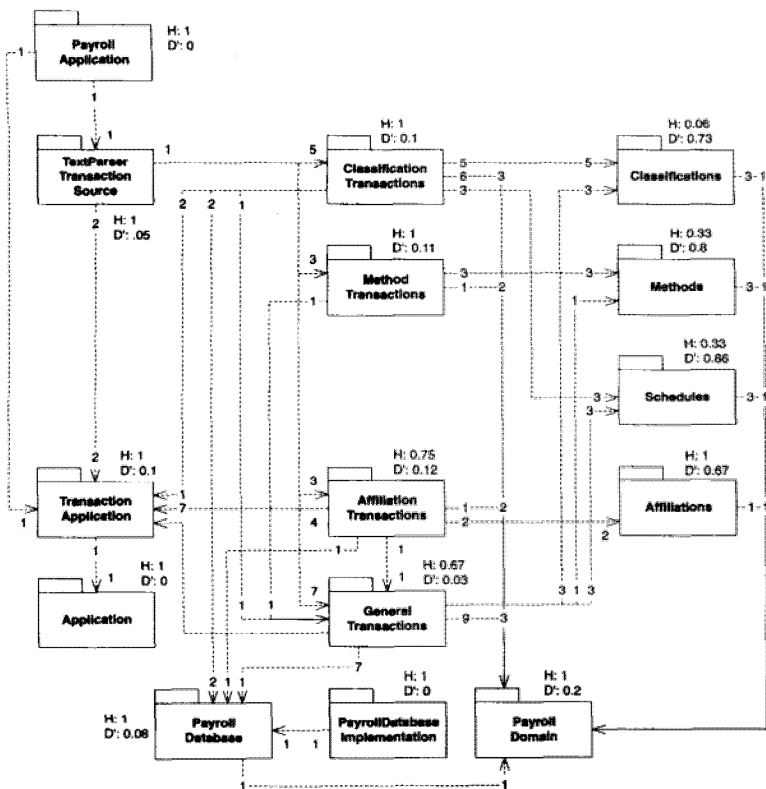 H: 1
D': 0
1
Payroll
Application
1
1
H: 1
D': 0.1
H: 0.06
D': 0.73
TextParser
Transaction
Source
1
5
Classification
Transactions
5
6
3
3
5
Classifications
3
1
2
2
1
3
2
H: 1
D': .05
H: 1
D': 0.11
H: 0.33
D': 0.8
3
Method
Transactions
3
3
Methods
3
1
1
1
2
1
H: 0.33
D': 0.86
3
Schedules
3
1
3
2
H: 1
D': 0.1
H: 0.75
D': 0.12
H: 1
D': 0.67
Transaction
Application
1
3
Affiliation
Transactions
Affiliations
1
1
7
1
2
1
4
2
2
1
1
1
H: 1
D': 0
1
1
H: 0.67
D': 0.03
Application
7
General
Transactions
3
1
3
1
1
9
3
7
H: 1
D': 0
H: 1
D': 0.2
2
1
1
H: 1
D': 0.08
Payroll
Database
PayrollDatabase
Implementation
Payroll
Domain
1
1
1
1